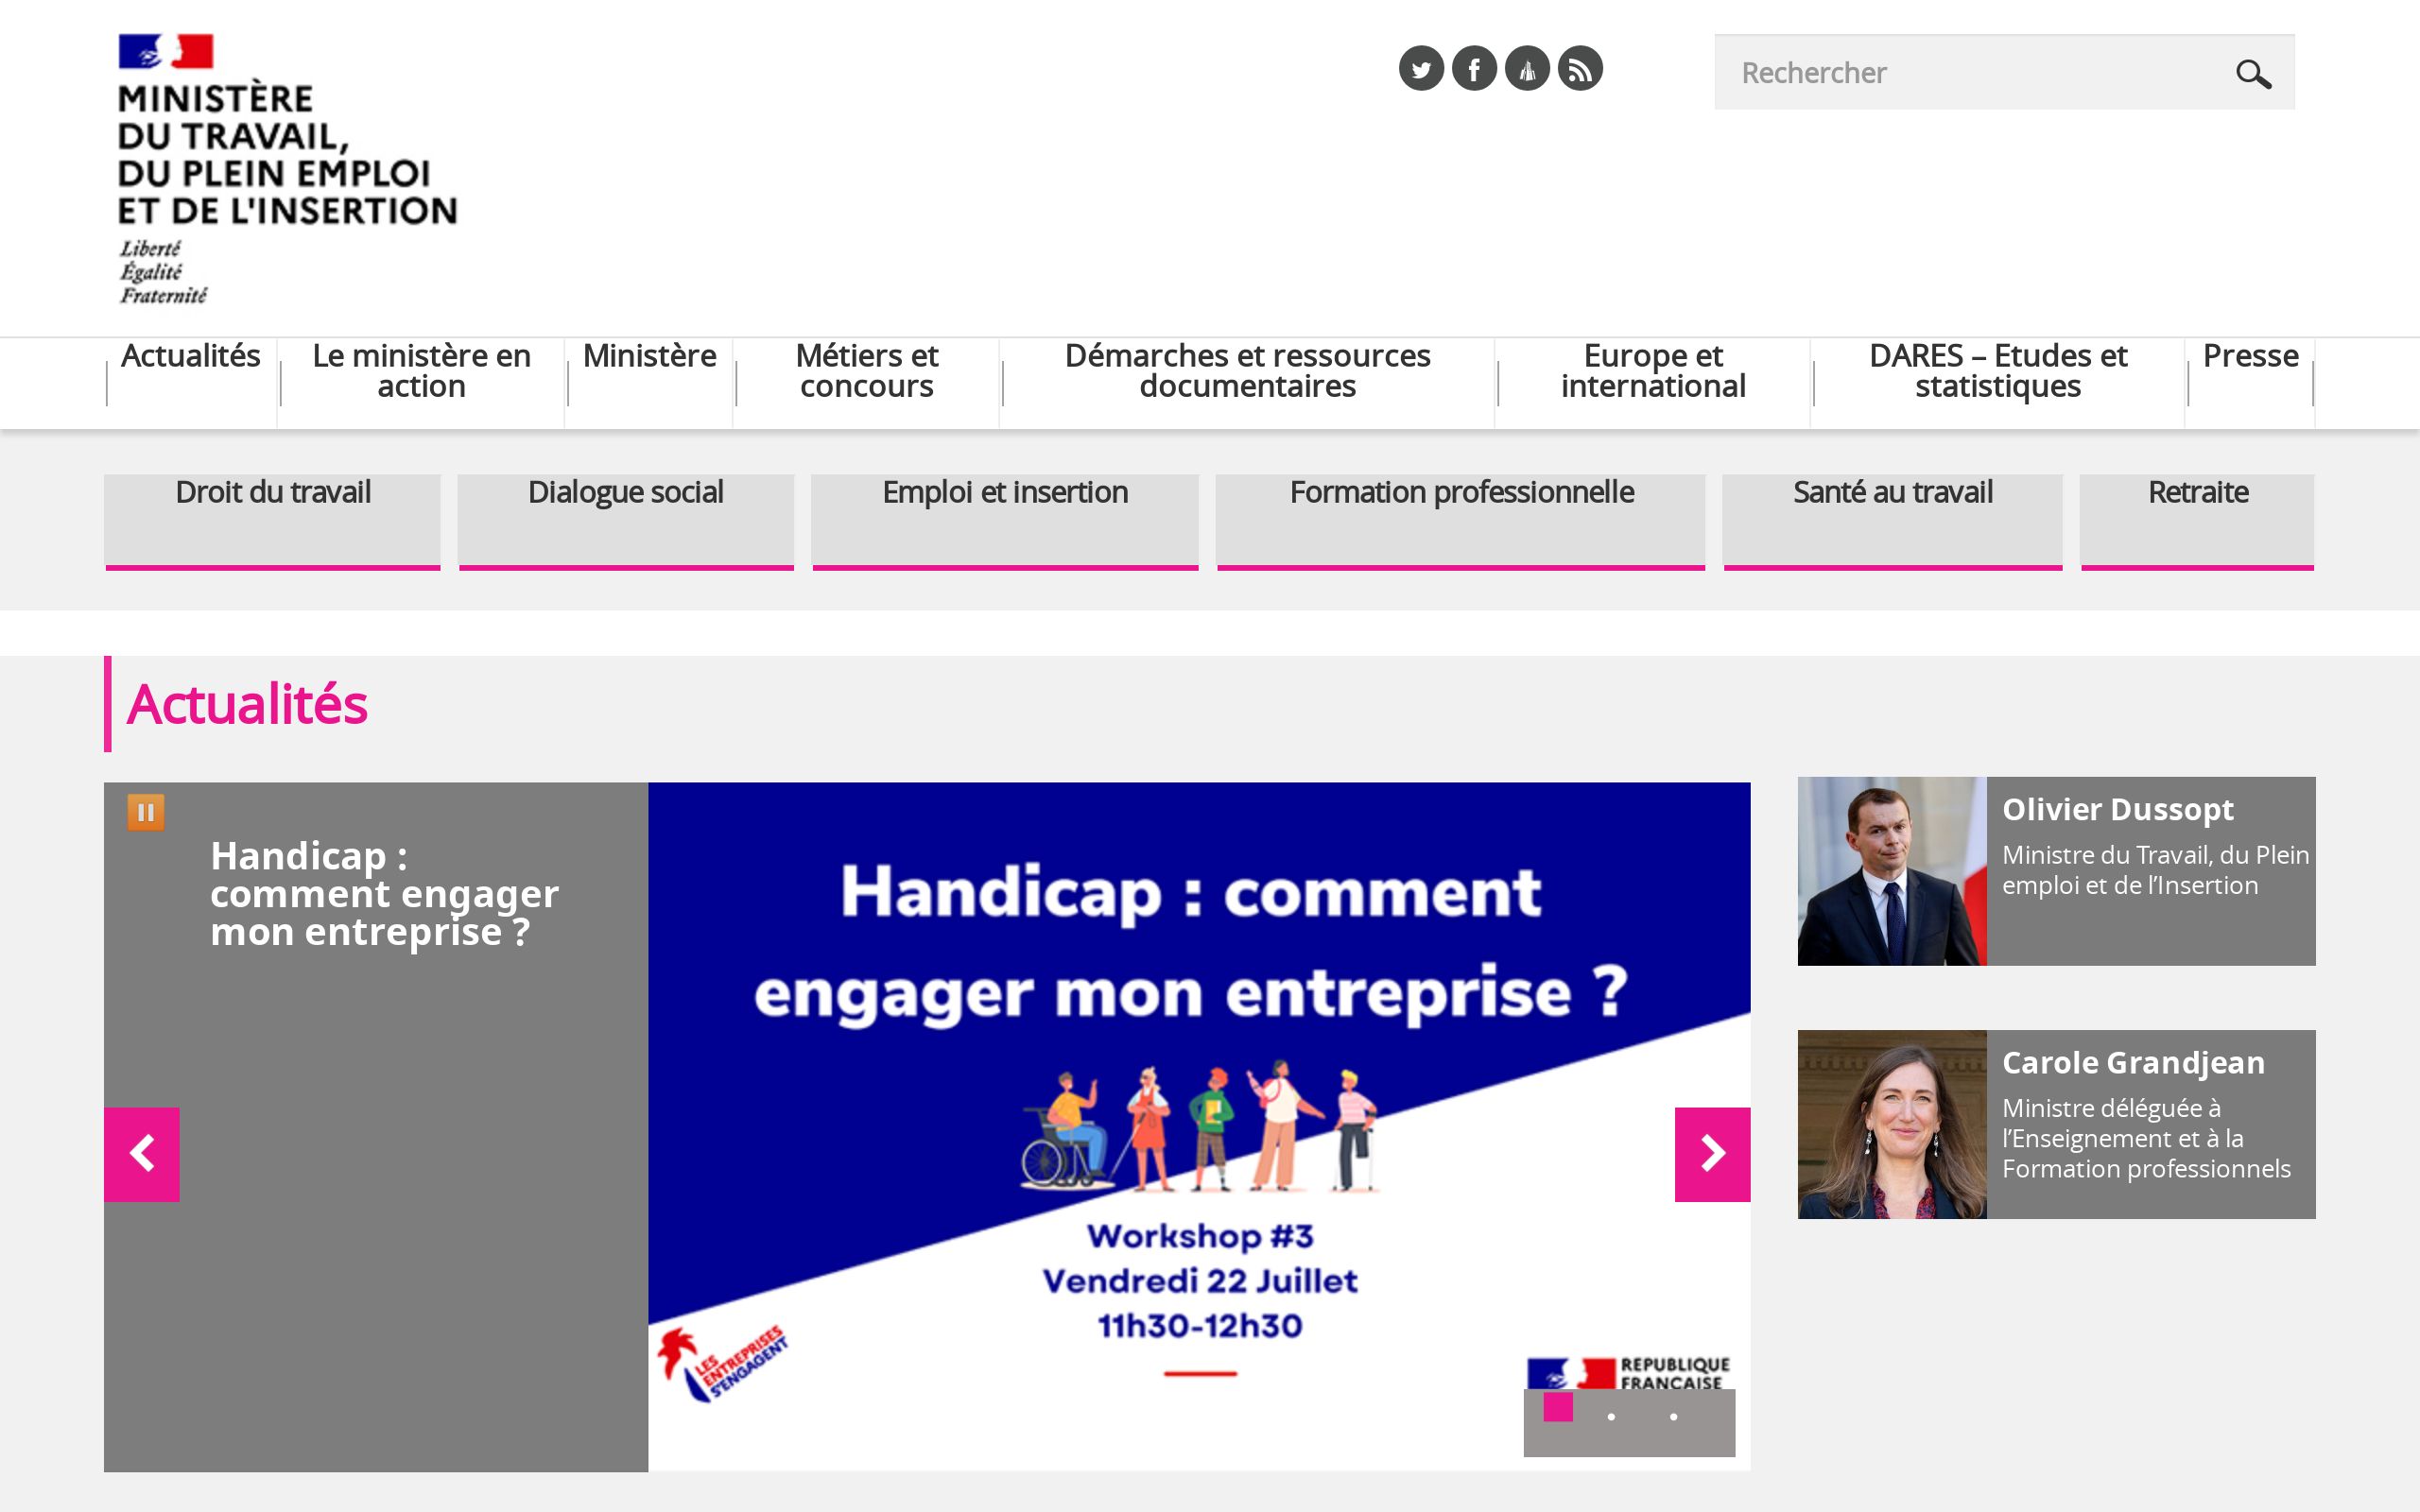 MINISTÈRE
DU TRAVAIL,
DU PLEIN EMPLOI
ET DE L'INSERTION
Liberté
Égalité
Fraternité
Rechercher
Actualités
Le ministère en
action
Ministère
Métiers et
concours
Démarches et ressources
documentaires
Europe et
international
DARES – Etudes et
statistiques
Presse
Droit du travail
Dialogue social
Emploi et insertion
Formation professionnelle
Santé au travail
Retraite
Actualités
Handicap :
comment engager
mon entreprise ?
Handicap : comment
engager mon entreprise ?
Workshop #3
Vendredi 22 Juillet
11h30-12h30
LES
ENTREPRISES
S'ENGAGENT
REPUBLIQUE
FRANCAISE
Olivier Dussopt
Ministre du Travail, du Plein
emploi et de l’Insertion
Carole Grandjean
Ministre déléguée à
l’Enseignement et à la
Formation professionnels